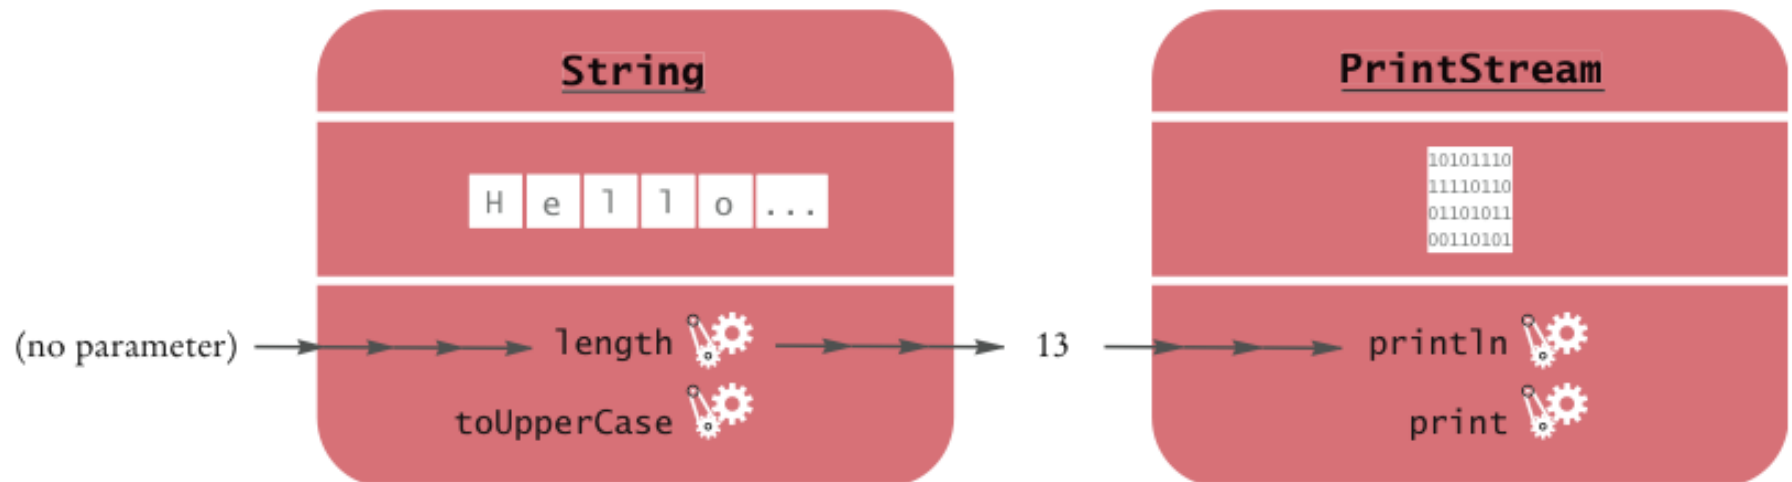 String
PrintStream
H e l l o ...
10101110
11110110
01101011
00110101
(no parameter) length 13 println
toUpperCase print